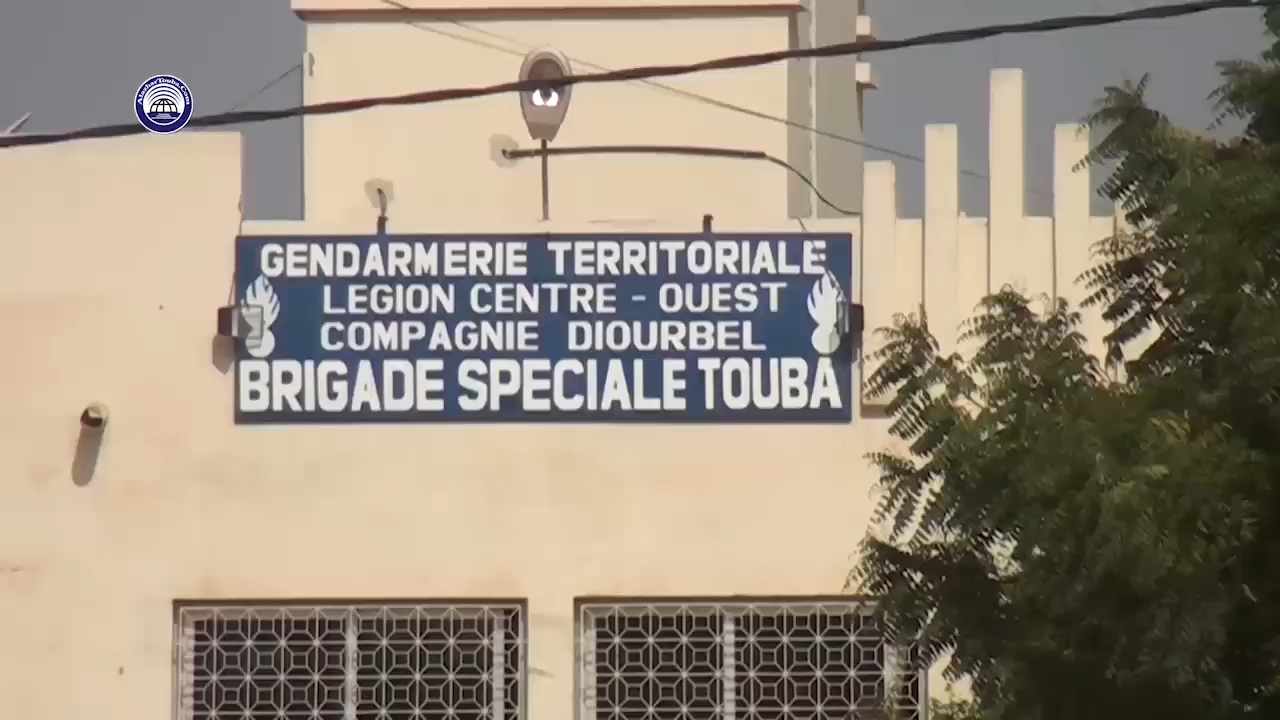 GENDARMERIE TERRITORIALE
LEGION CENTRE - OUEST
COMPAGNIE DIOURBEL
BRIGADE SPECIALE TOUBA